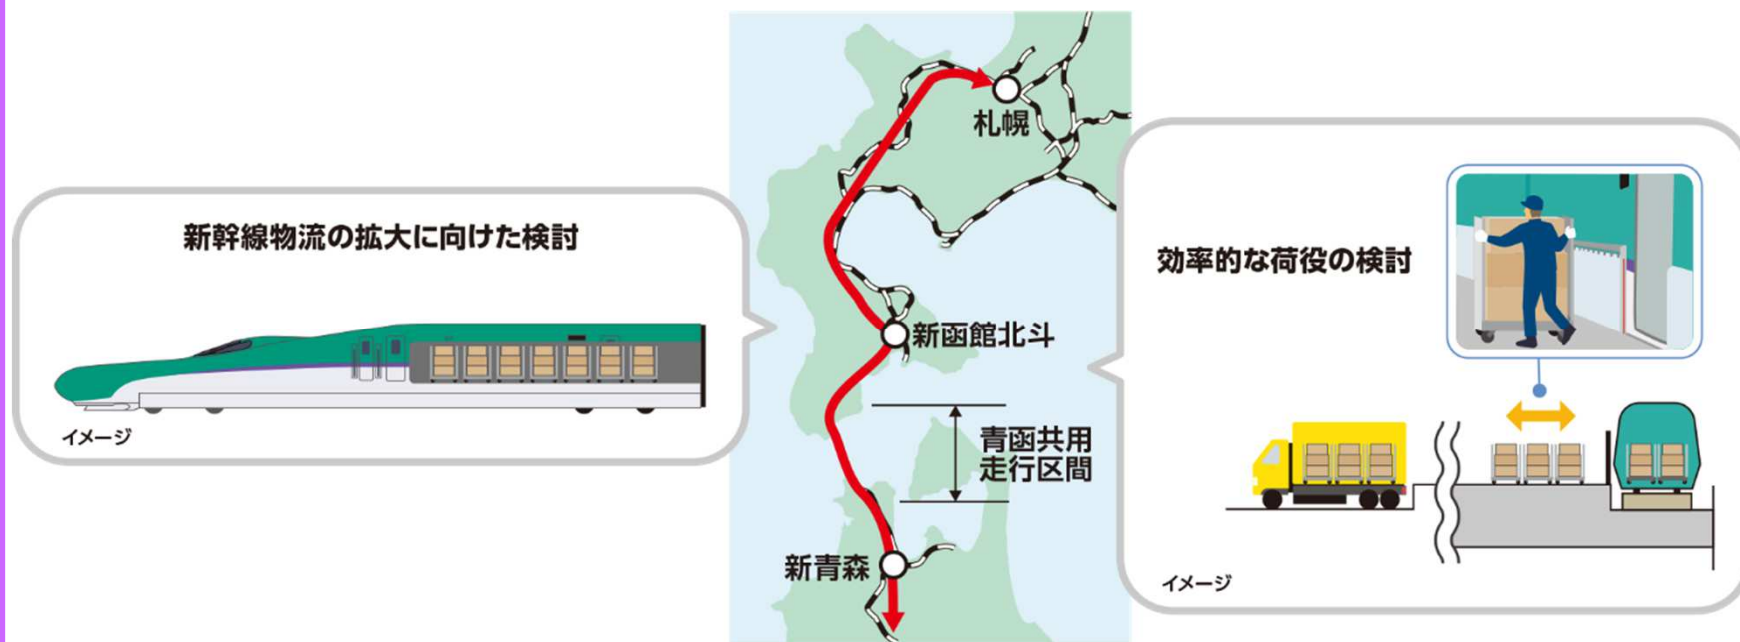 新幹線物流の拡大に向けた検討
イメージ
札幌
新函館北斗
青函共用
走行区間
新青森
効率的な荷役の検討
イメージ